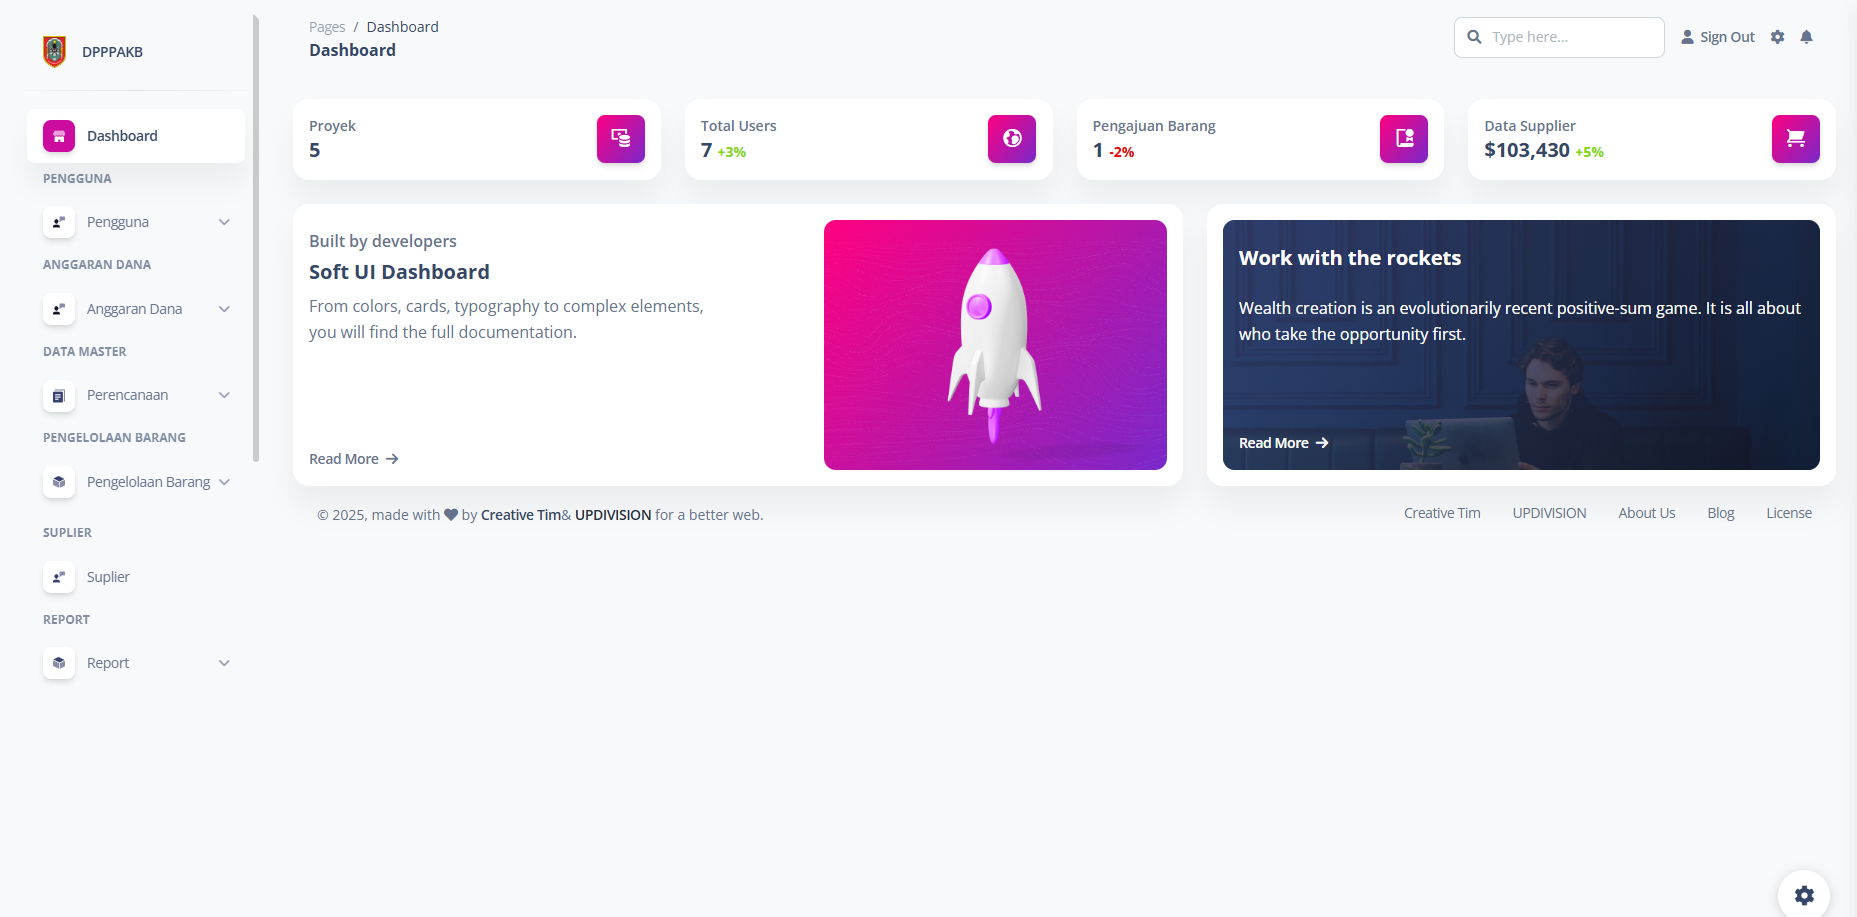 DPPPAKB
Dashboard
PENGGUNA
Pengguna
ANGGARAN DANA
Anggaran Dana
DATA MASTER
Perencanaan
PENGELOLAAN BARANG
Pengelolaan Barang
SUPLIER
Suplier
REPORT
Report
Pages / Dashboard
Dashboard
Type here...
Sign Out
Proyek
5
Total Users
7 +3%
Pengajuan Barang
1 -2%
Data Supplier
$103,430 +5%
Built by developers
Soft UI Dashboard
From colors, cards, typography to complex elements,
you will find the full documentation.
Read More
Work with the rockets
Wealth creation is an evolutionarily recent positive-sum game. It is all about
who take the opportunity first.
Read More
© 2025, made with by Creative Tim& UPDIVISION for a better web.
Creative Tim UPDIVISION About Us Blog License